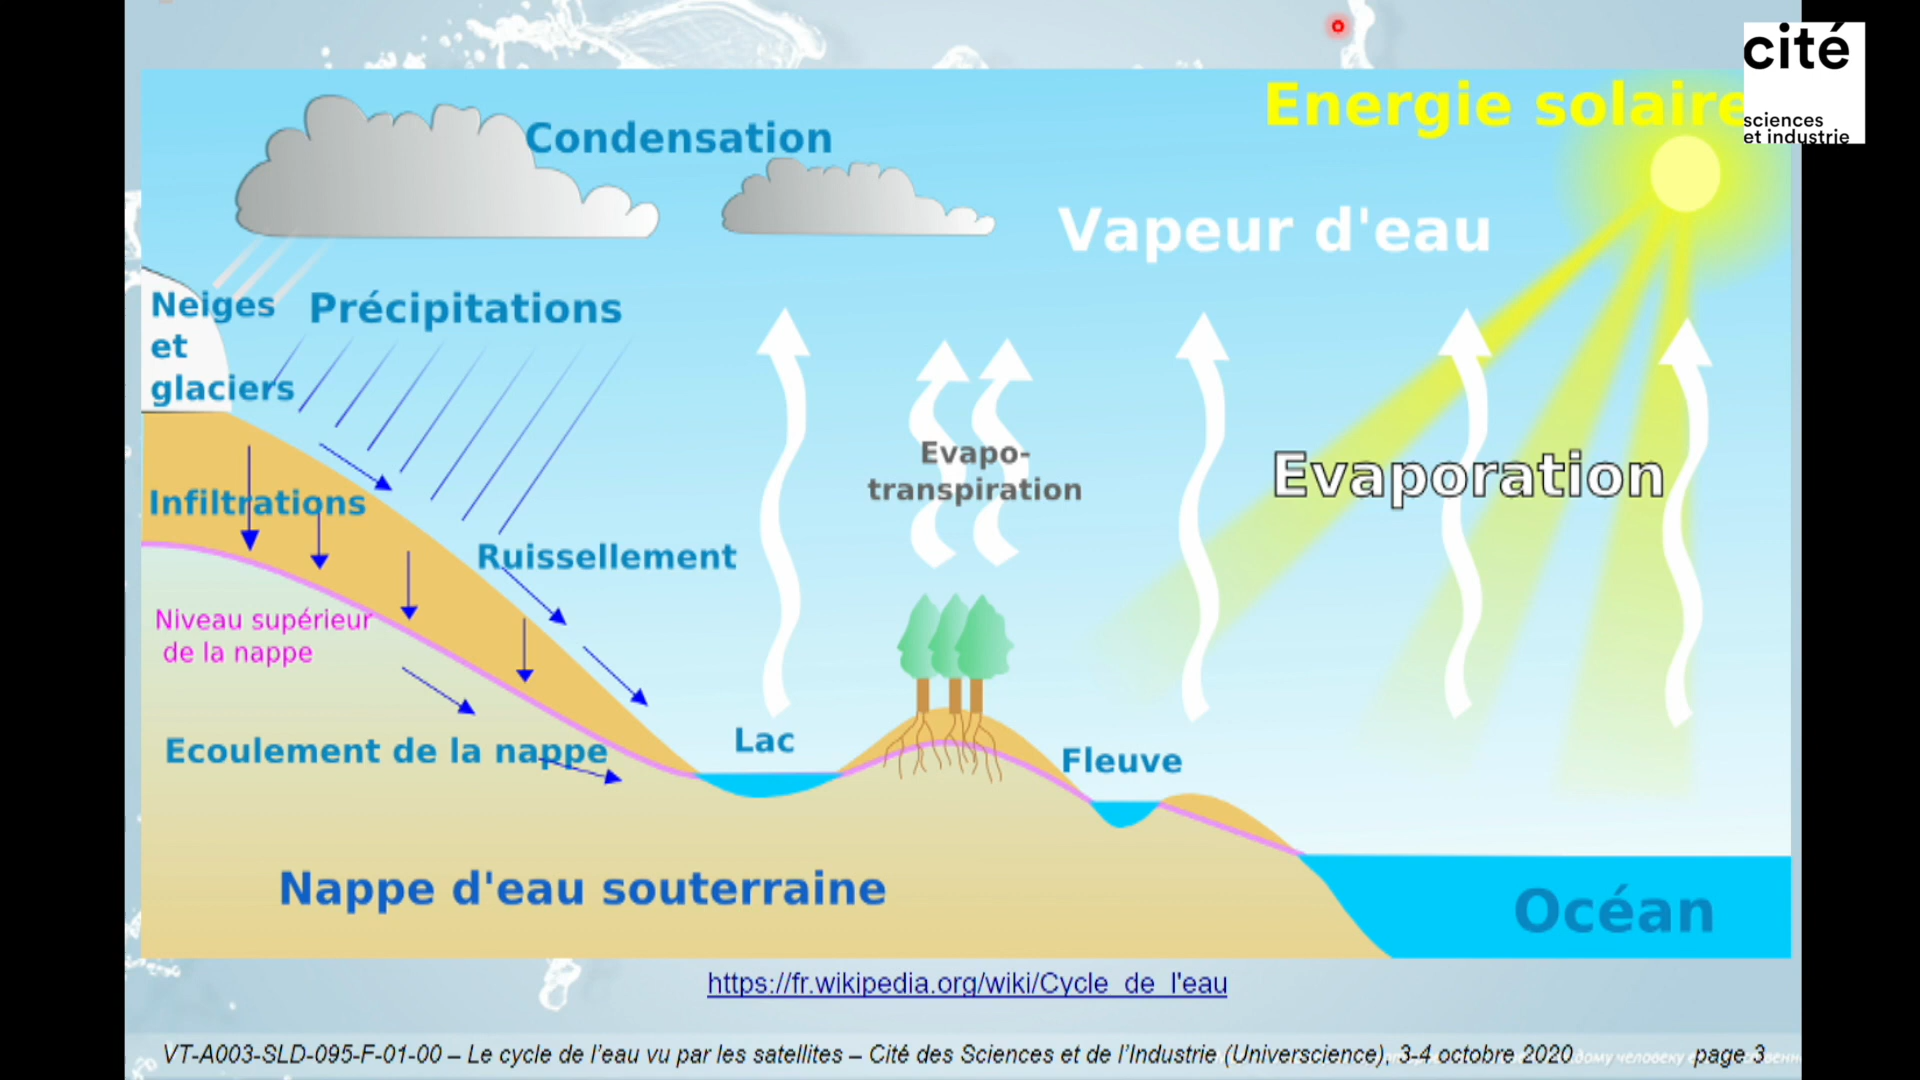 cité
sciences
et industrie
Energie solaire
Condensation
Vapeur d'eau
Neiges
et
glaciers
Précipitations
Evapo-
transpiration
Evaporation
Infiltrations
Ruissellement
Niveau supérieur
de la nappe
Ecoulement de la nappe
Lac
Fleuve
Nappe d'eau souterraine
Océan
https://fr.wikipedia.org/wiki/Cycle_de_l'eau
VT-A003-SLD-095-F-01-00 – Le cycle de l'eau vu par les satellites – Cité des Sciences et de l'Industrie (Universcience), 3-4 octobre 2020
page 3